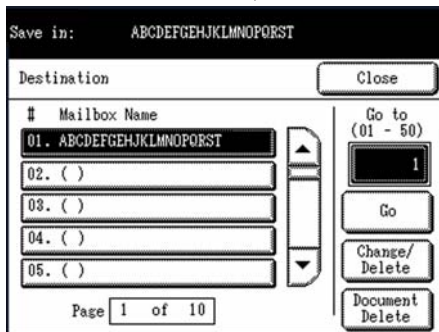 Save in: ABCDEFGEHJKLMNOPQRST
Destination
Close
# Mailbox Name
01. ABCDEFGEHJKLMNOPQRST
02. ( )
03. ( )
04. ( )
05. ( )
Page 1 of 10
Go to
(01 - 50)
1
Go
Change/
Delete
Document
Delete